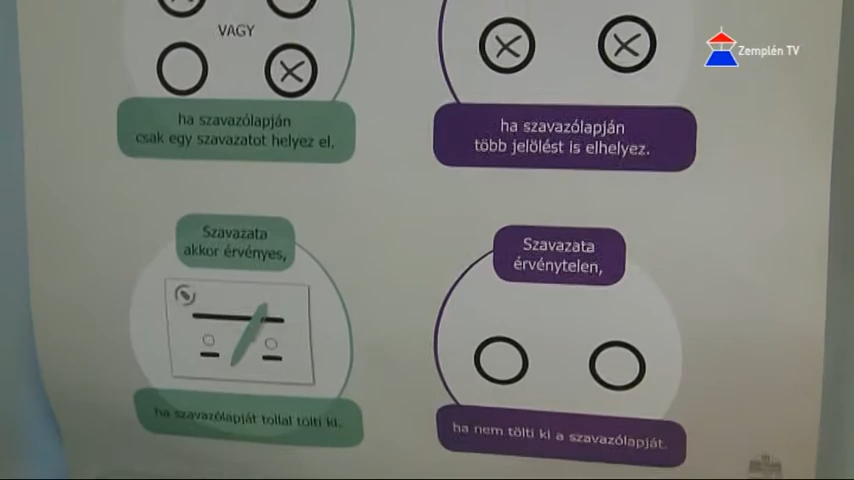 VAGY
Zemplén TV
ha szavazólapján
csak egy szavazatot helyez el.
ha szavazólapján
több jelölést is elhelyez.
Szavazata
akkor érvényes,
Szavazata
érvénytelen,
ha szavazólapját tollal tölti ki.
ha nem tölti ki a szavazólapját.